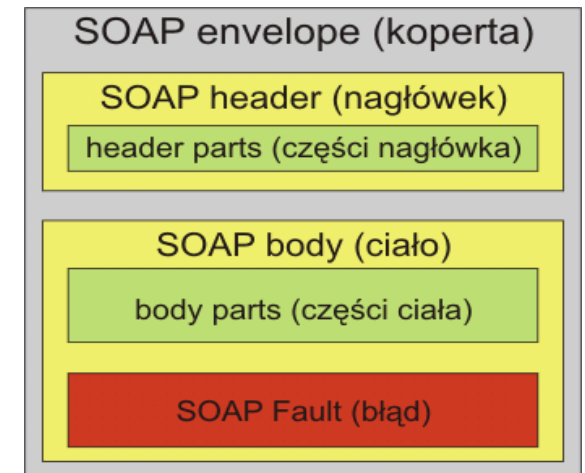 SOAP envelope (koperta)
SOAP header (nagłówek)
header parts (części nagłówka)
SOAP body (ciało)
body parts (części ciała)
SOAP Fault (błąd)